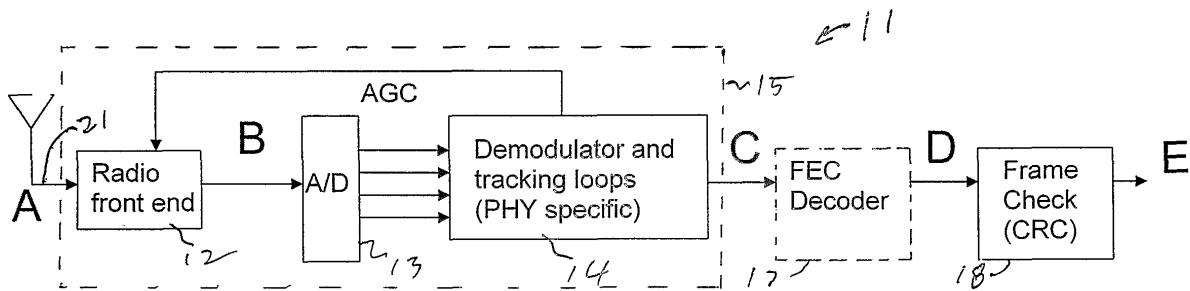 11
15
AGC
21
A
Radio
front end
12
B
A/D
13
Demodulator and
tracking loops
(PHY specific)
14
C
FEC
Decoder
17
D
Frame
Check
(CRC)
18
E